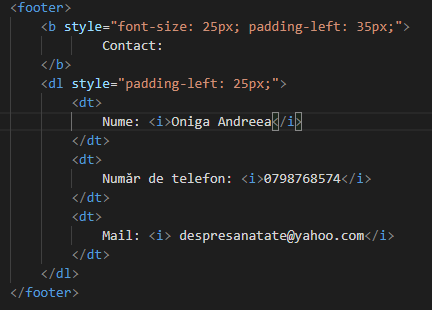 <footer>
<b style="font-size: 25px; padding-left: 35px;">
Contact:
</b>
<dl style="padding-left: 25px;">
<dt>
Nume: <i>Oniga Andreea</i>
</dt>
<dt>
Număr de telefon: <i>0798768574</i>
</dt>
<dt>
Mail: <i> despresanatate@yahoo.com</i>
</dt>
</dl>
</footer>